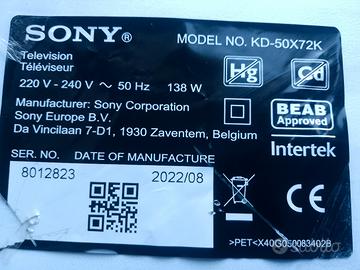 SONY®
MODEL NO. KD-50X72K
Television
Téléviseur
220 V - 240 V ~ 50 Hz 138 W
Hg
Cd
Manufacturer: Sony Corporation
Sony Europe B.V.
Da Vincilaan 7-D1, 1930 Zaventem, Belgium
BEAB
Approved
Intertek
SER. NO. DATE OF MANUFACTURE
8012823 2022/08
CE
>PET<X40G0S0083402B
subito